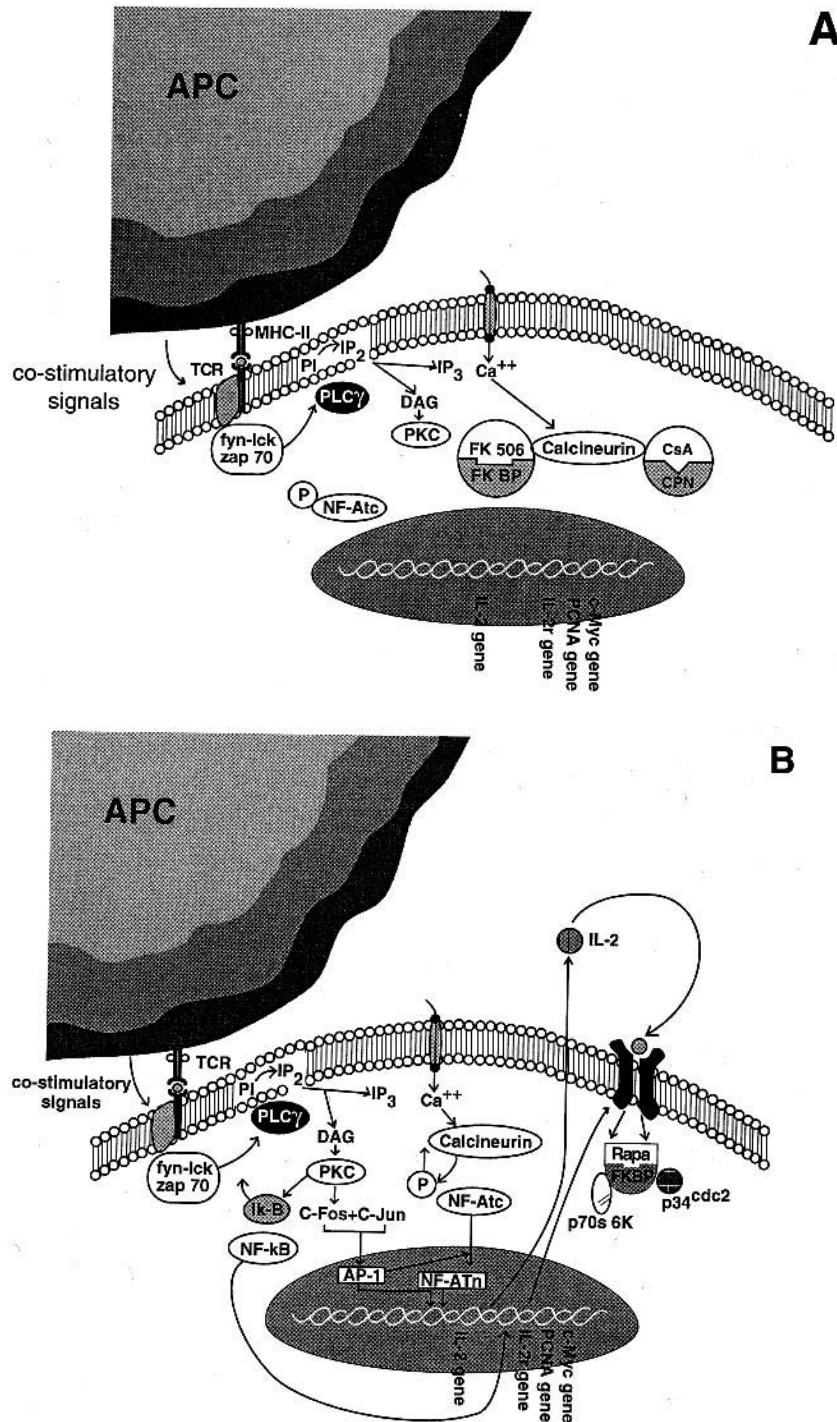 A
APC
MHC-II
TCR
PI
IP2
IP3
Ca++
co-stimulatory
signals
PLCγ
DAG
PKC
fyn-lck
zap 70
FK 506
FK BP
Calcineurin
CsA
CPN
P
NF-Atc
IL-2 gene
IL-2r gene
PCNA gene
c-Myc gene
B
APC
IL-2
TCR
co-stimulatory
signals
PI
IP2
IP3
Ca++
PLCγ
DAG
Calcineurin
fyn-lck
zap 70
PKC
P
Rapa
FKBP
Ik-B
C-Fos+C-Jun
NF-Atc
p70s 6K
p34cdc2
NF-kB
AP-1
NF-ATn
IL-2 gene
IL-2r gene
PCNA gene
c-Myc gene